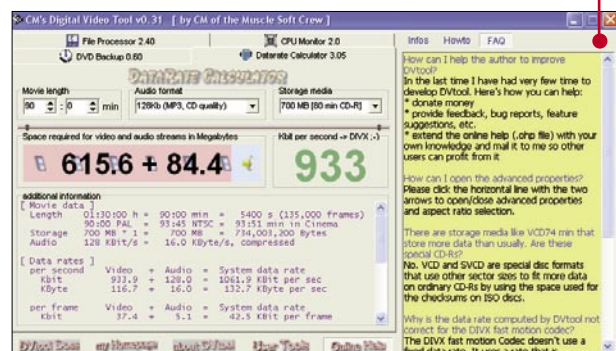 CM's Digital Video Tool v0.31 [ by CM of the Muscle Soft Crew ]
File Processor 2.40
CPU Monitor 2.0
DVD Backup 0.60
Datarate Calculator 3.05
DataRate Calculator
Movie length
Audio format
Storage media
90 : 0 min
128Kb (MP3, CD quality)
700 MB [80 min CD-R]
Space required for video and audio streams in Megabytes
Kbit per second -> DIVX ;-)
615.6 + 84.4
933
additional information
[ Movie data ]
Length 01:30:00 h = 90:00 min = 5400 s (135,000 frames)
90:00 PAL = 93:45 NTSC = 93:51 min in Cinema
Storage 700 MB * 1 = 700 MB = 734,003,200 Bytes
Audio 128 KBit/s = 16.0 KByte/s, compressed
[ Data rates ]
per second Video + Audio = System data rate
Kbit 933.9 + 128.0 = 1061.9 KBit per sec
KByte 116.7 + 16.0 = 132.7 KByte per sec
per frame Video + Audio = System data rate
Kbit 37.4 + 5.1 = 42.5 KBit per frame
DVtool Docs my Homepage about DVtool User Tools Online Help
Infos Howto FAQ
How can I help the author to improve
DVtool?
In the last time I have had very few time to
develop DVtool. Here's how you can help:
* donate money
* provide feedback, bug reports, feature
suggestions, etc.
* extend the online help (.php file) with your
own knowledge and mail it to me so other
users can profit from it
How can I open the advanced properties?
Please click the horizontal line with the two
arrows to open/close advanced properties
and aspect ratio selection.
There are storage media like VCD74 min that
store more data than usually. Are these
special CD-Rs?
No. VCD and SVCD are special disc formats
that use other sector sizes to fit more data
on ordinary CD-Rs by using the space used for
the checksums on ISO discs.
Why is the data rate computed by DVtool not
correct for the DIVX fast motion codec?
The DIVX fast motion Codec doesn't use a